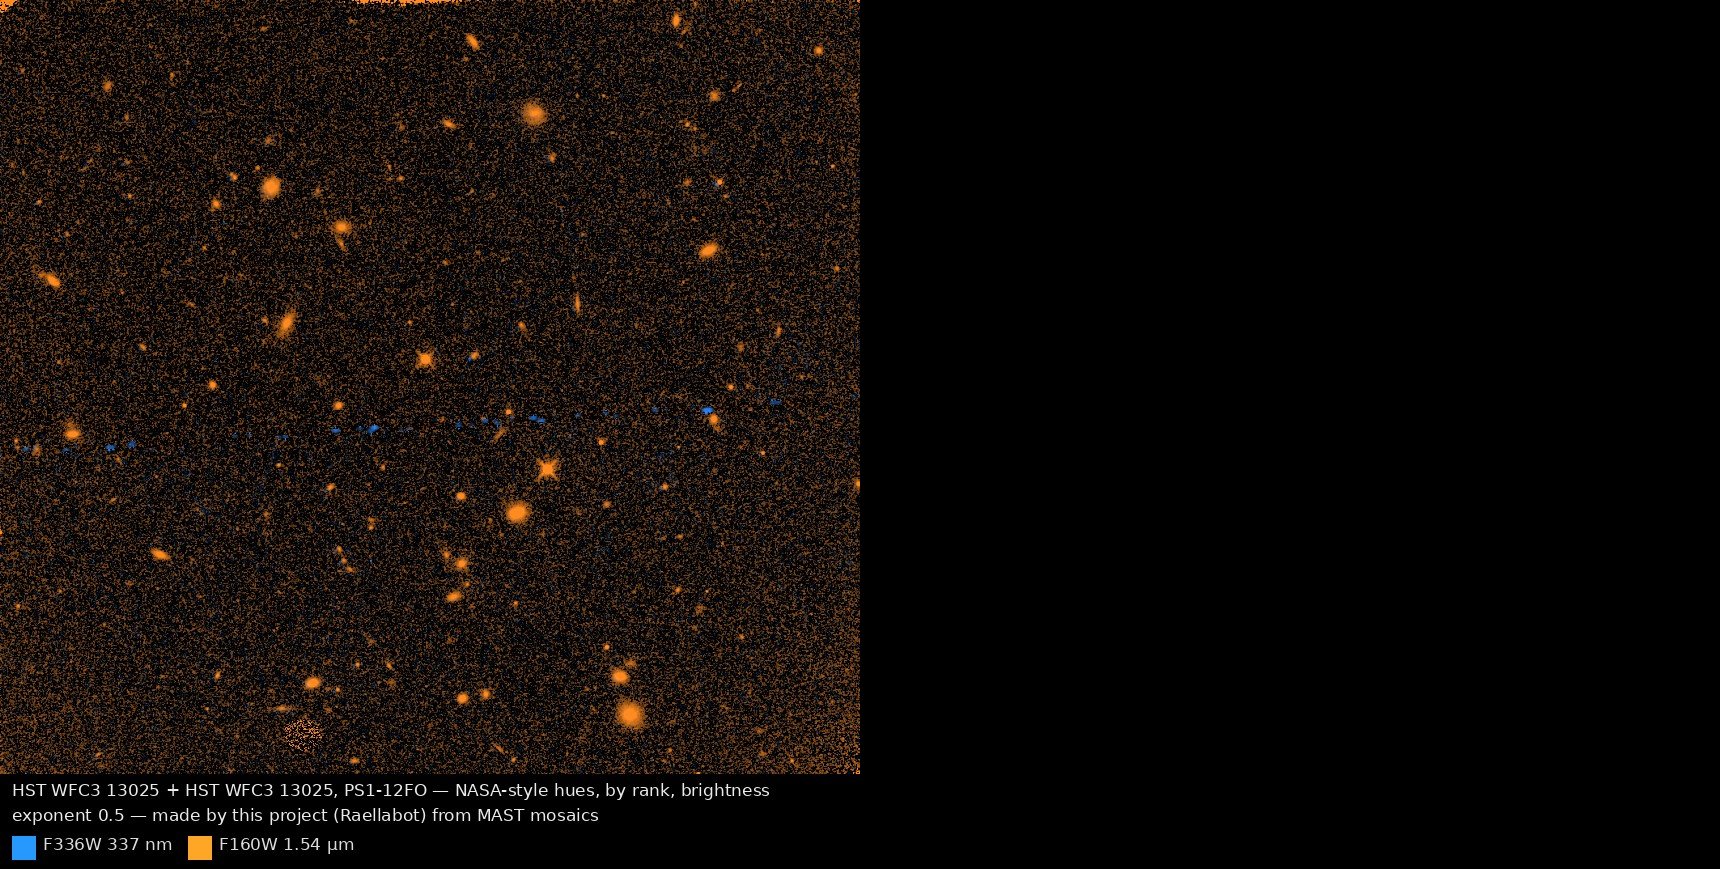 HST WFC3 13025 + HST WFC3 13025, PS1-12FO — NASA-style hues, by rank, brightness
exponent 0.5 — made by this project (Raellabot) from MAST mosaics
F336W 337 nm F160W 1.54 µm